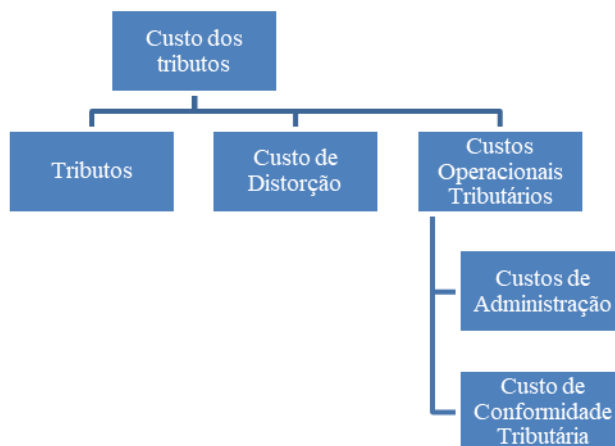 Custo dos
tributos
Tributos
Custo de
Distorção
Custos
Operacionais
Tributários
Custos de
Administração
Custo de
Conformidade
Tributária